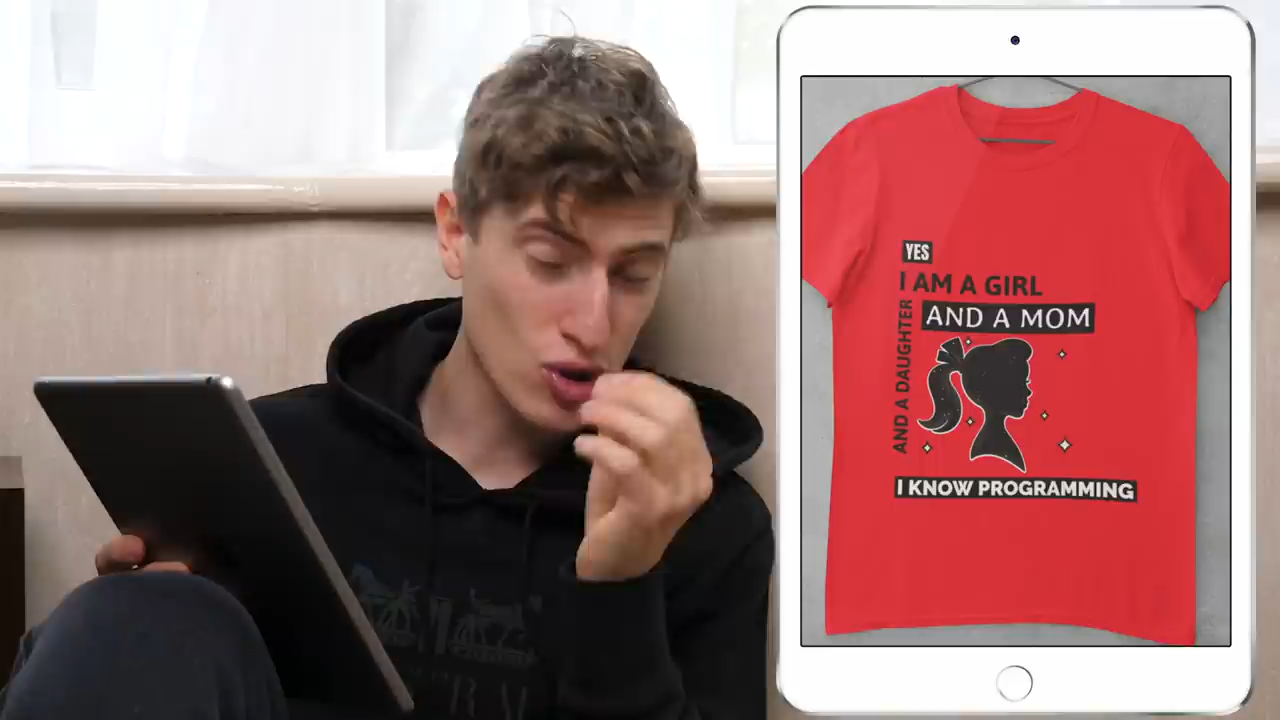 YES
I AM A GIRL
AND A MOM
AND A DAUGHTER
I KNOW PROGRAMMING